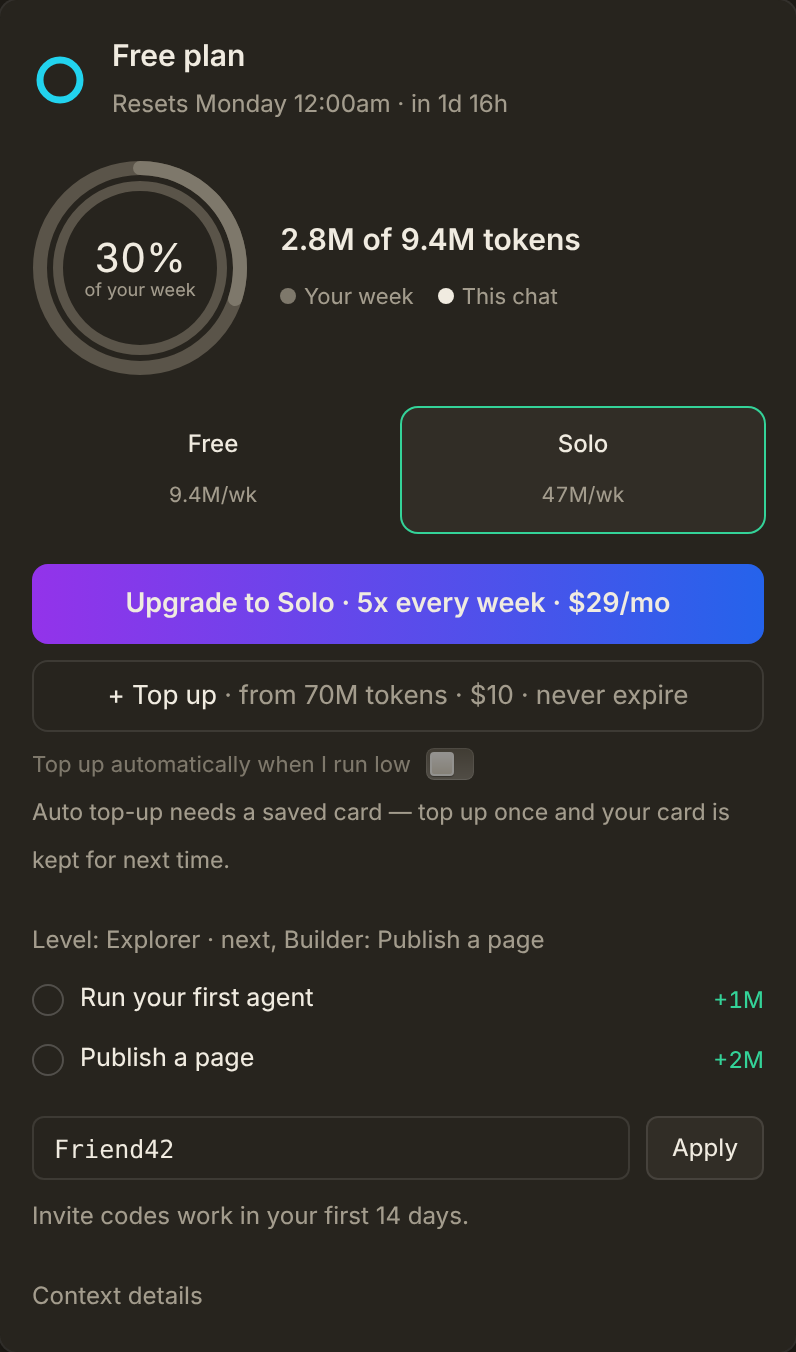 Free plan
Resets Monday 12:00am · in 1d 16h
30%
of your week
2.8M of 9.4M tokens
Your week This chat
Free
9.4M/wk
Solo
47M/wk
Upgrade to Solo · 5x every week · $29/mo
+ Top up · from 70M tokens · $10 · never expire
Top up automatically when I run low
Auto top-up needs a saved card — top up once and your card is
kept for next time.
Level: Explorer · next, Builder: Publish a page
Run your first agent +1M
Publish a page +2M
Friend42 Apply
Invite codes work in your first 14 days.
Context details